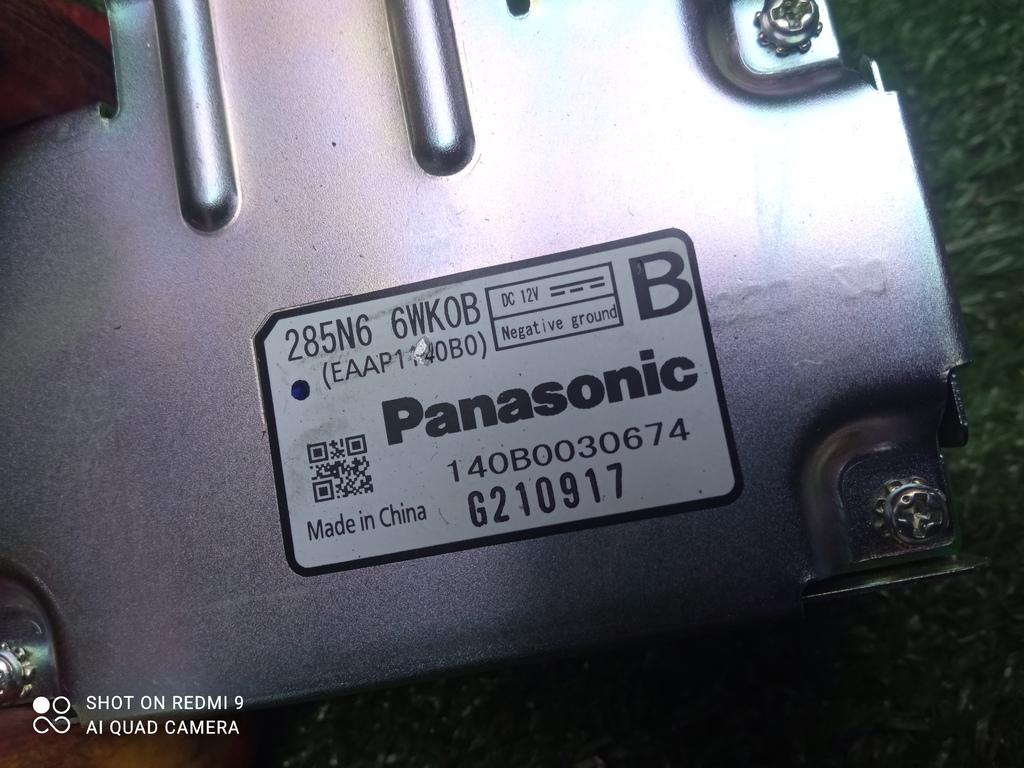 285N6 6WK0B
(EAAP1140B0)
DC 12V
Negative ground
B
Panasonic
140B0030674
G210917
Made in China
SHOT ON REDMI 9
AI QUAD CAMERA